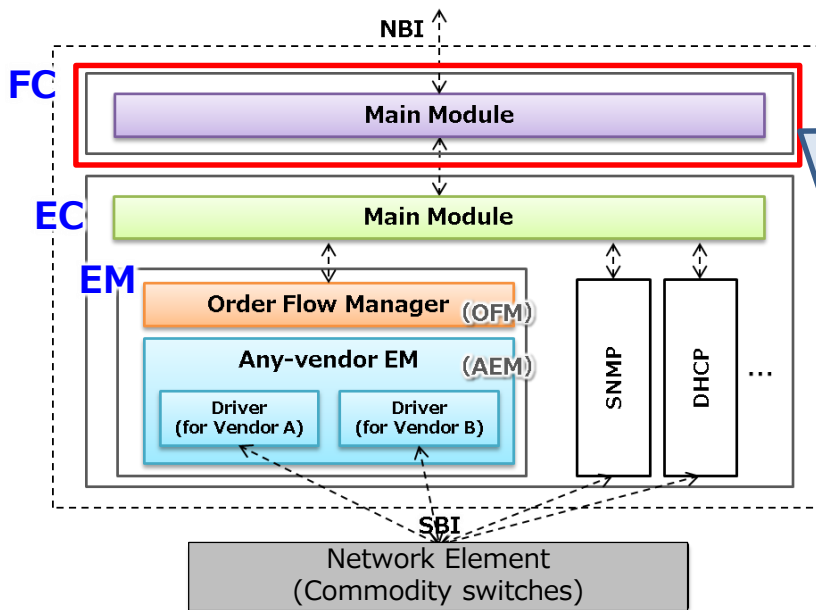 NBI
FC
Main Module
EC
Main Module
EM
Order Flow Manager
(OFM)
Any-vendor EM
(AEM)
Driver
(for Vendor A)
Driver
(for Vendor B)
SNMP
DHCP
...
SBI
Network Element
(Commodity switches)